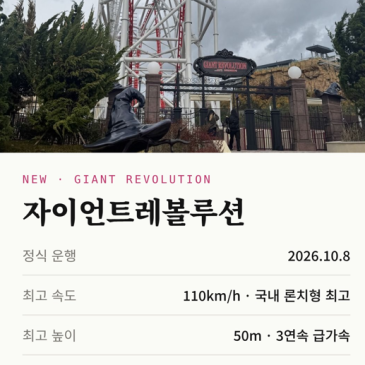 GIANT REVOLUTION
NEW · GIANT REVOLUTION
자이언트레볼루션
정식 운행 2026.10.8
최고 속도 110km/h · 국내 론치형 최고
최고 높이 50m · 3연속 급가속